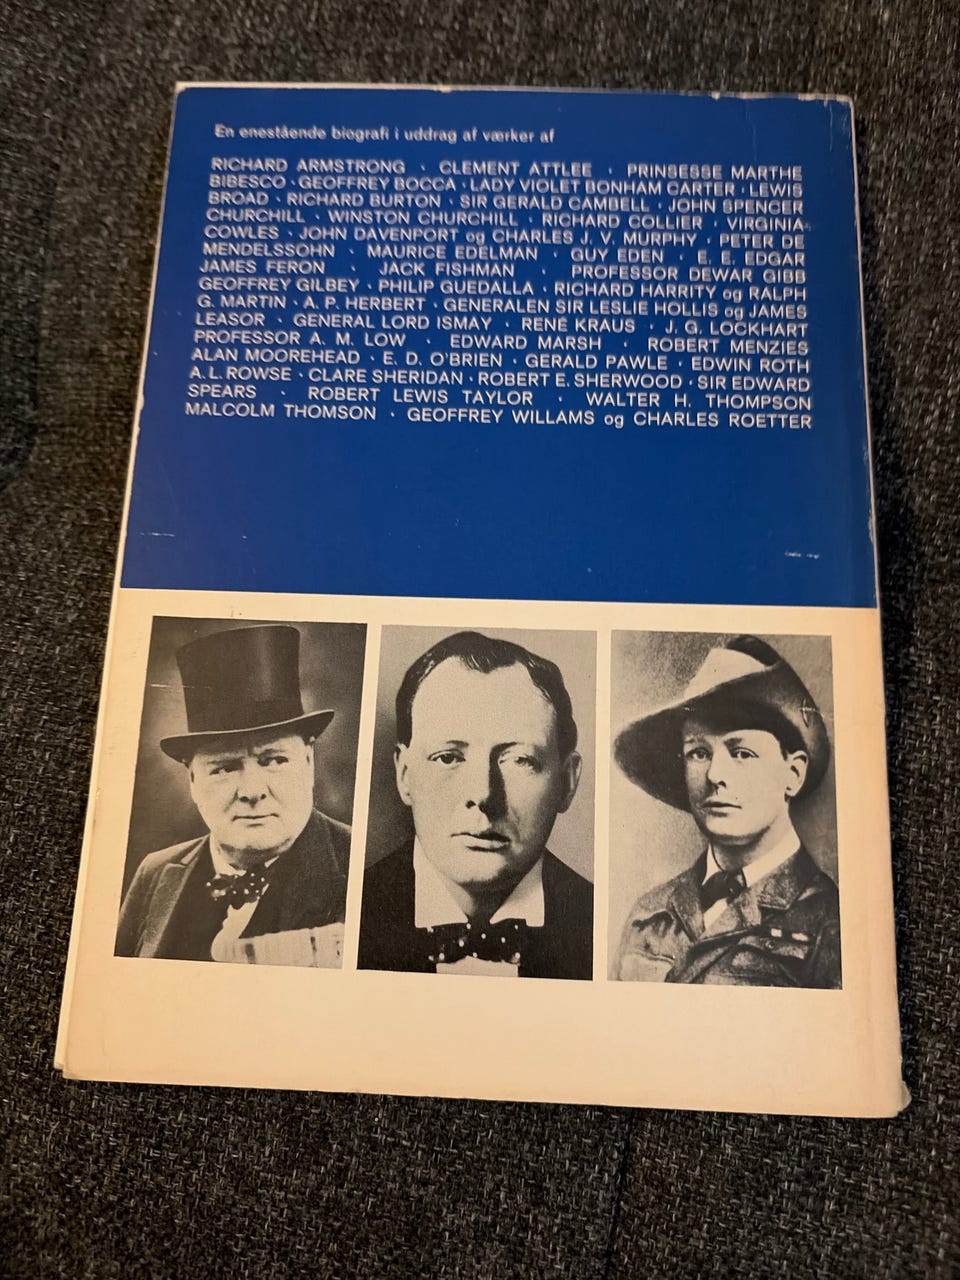 En enestående biografi i uddrag af værker af
RICHARD ARMSTRONG · CLEMENT ATTLEE · PRINSESSE MARTHE
BIBESCO · GEOFFREY BOCCA · LADY VIOLET BONHAM CARTER · LEWIS
BROAD · RICHARD BURTON · SIR GERALD CAMBELL · JOHN SPENCER
CHURCHILL · WINSTON CHURCHILL · RICHARD COLLIER · VIRGINIA
COWLES · JOHN DAVENPORT og CHARLES J. V. MURPHY · PETER DE
MENDELSSOHN · MAURICE EDELMAN · GUY EDEN · E. E. EDGAR
JAMES FERON · JACK FISHMAN · PROFESSOR DEWAR GIBB
GEOFFREY GILBEY · PHILIP GUEDALLA · RICHARD HARRITY og RALPH
G. MARTIN · A. P. HERBERT · GENERALEN SIR LESLIE HOLLIS og JAMES
LEASOR · GENERAL LORD ISMAY · RENÉ KRAUS · J. G. LOCKHART
PROFESSOR A. M. LOW · EDWARD MARSH · ROBERT MENZIES
ALAN MOOREHEAD · E. D. O'BRIEN · GERALD PAWLE · EDWIN ROTH
A. L. ROWSE · CLARE SHERIDAN · ROBERT E. SHERWOOD · SIR EDWARD
SPEARS · ROBERT LEWIS TAYLOR · WALTER H. THOMPSON
MALCOLM THOMSON · GEOFFREY WILLAMS og CHARLES ROETTER